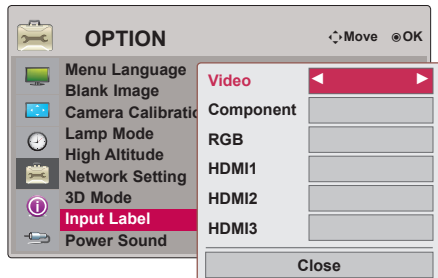 OPTION
Move
OK
Menu Language
Blank Image
Camera Calibratio
Lamp Mode
High Altitude
Network Setting
3D Mode
Input Label
Power Sound
Video
Component
RGB
HDMI1
HDMI2
HDMI3
Close